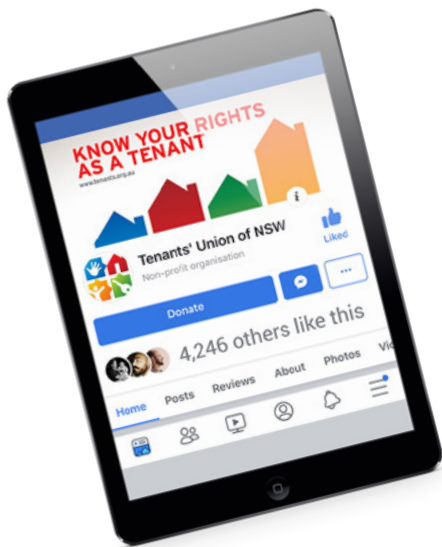 KNOW YOUR RIGHTS
AS A TENANT
www.tenants.org.au
i
Tenants' Union of NSW
Non-profit organisation
Liked
Donate
4,246 others like this
Home Posts Reviews About Photos Vic